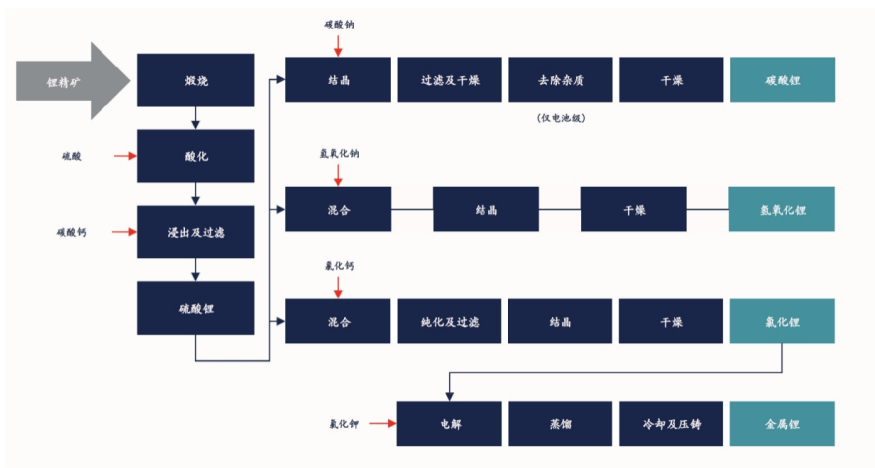 碳酸钠
锂精矿
煅烧
结晶
过滤及干燥
去除杂质
干燥
碳酸锂
(仅电池级)
硫酸
酸化
氢氧化钠
碳酸钙
浸出及过滤
混合
结晶
干燥
氢氧化锂
氯化钙
硫酸锂
混合
纯化及过滤
结晶
干燥
氯化锂
氯化钾
电解
蒸馏
冷却及压铸
金属锂